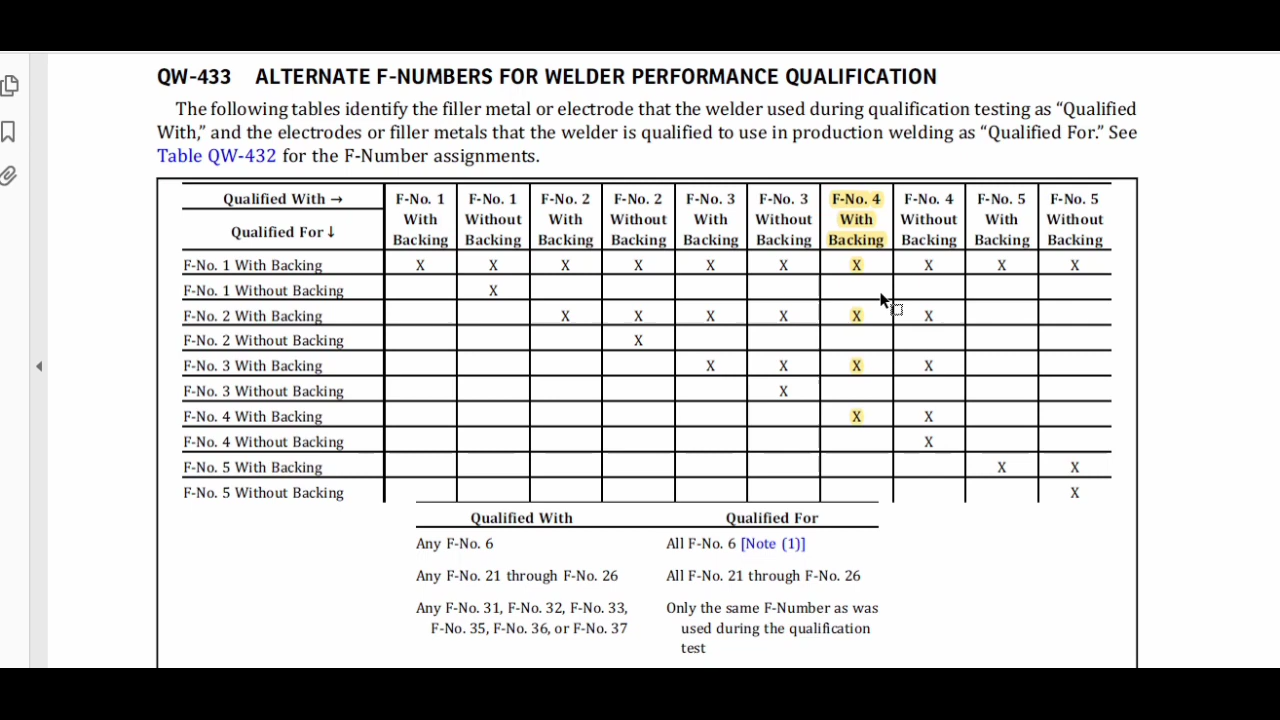 QW-433 ALTERNATE F-NUMBERS FOR WELDER PERFORMANCE QUALIFICATION
The following tables identify the filler metal or electrode that the welder used during qualification testing as “Qualified
With,” and the electrodes or filler metals that the welder is qualified to use in production welding as “Qualified For.” See
Table QW-432 for the F-Number assignments.
Qualified With → F-No. 1 F-No. 1 F-No. 2 F-No. 2 F-No. 3 F-No. 3 F-No. 4 F-No. 4 F-No. 5 F-No. 5
With Without With Without With Without With Without With Without
Qualified For ↓ Backing Backing Backing Backing Backing Backing Backing Backing Backing Backing
F-No. 1 With Backing X X X X X X X X X X
F-No. 1 Without Backing X
F-No. 2 With Backing X X X X X X
F-No. 2 Without Backing X
F-No. 3 With Backing X X X X
F-No. 3 Without Backing X
F-No. 4 With Backing X X
F-No. 4 Without Backing X
F-No. 5 With Backing X X
F-No. 5 Without Backing X
Qualified With Qualified For
Any F-No. 6 All F-No. 6 [Note (1)]
Any F-No. 21 through F-No. 26 All F-No. 21 through F-No. 26
Any F-No. 31, F-No. 32, F-No. 33, Only the same F-Number as was
F-No. 35, F-No. 36, or F-No. 37 used during the qualification
test